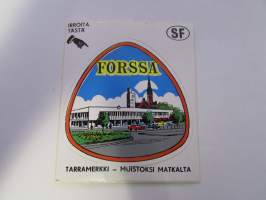 IRROITA
TÄSTÄ
SF
FORSSA
TARRAMERKKI – MUISTOKSI MATKALTA